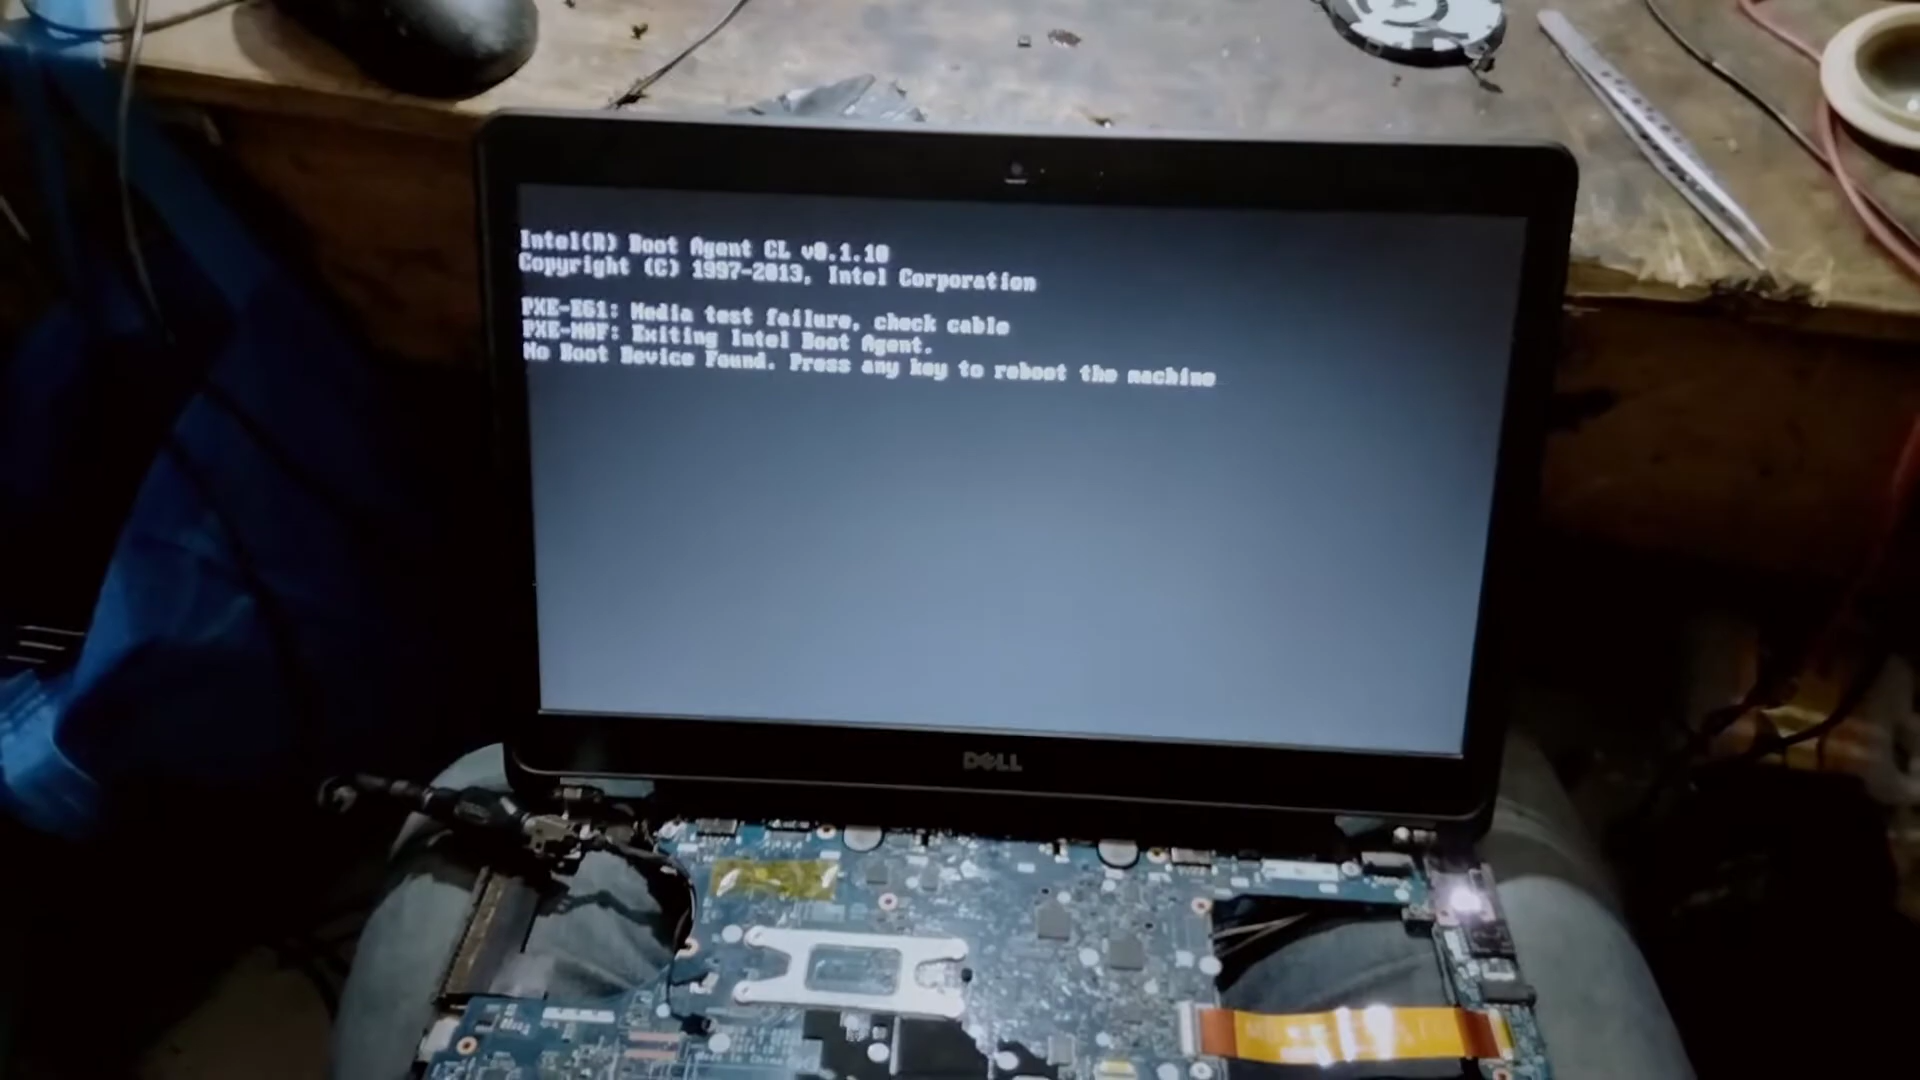 Intel(R) Boot Agent CL v0.1.10
Copyright (C) 1997-2013, Intel Corporation
PXE-E61: Media test failure, check cable
PXE-M0F: Exiting Intel Boot Agent.
No Boot Device Found. Press any key to reboot the machine
DELL